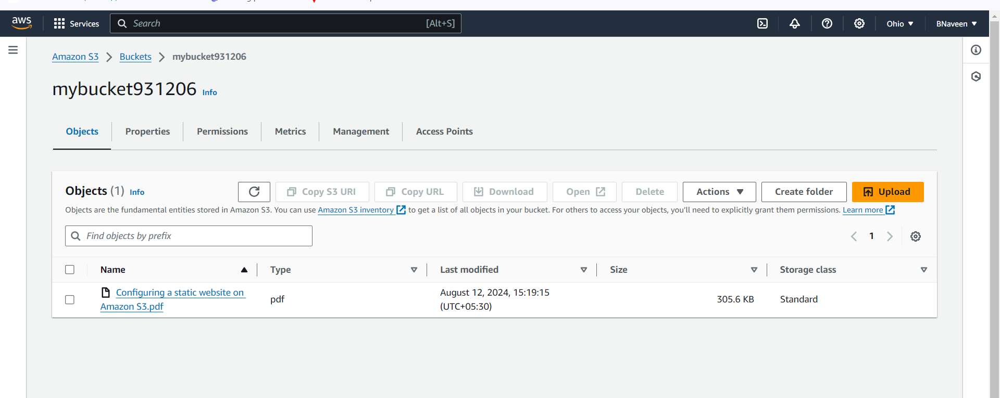 aws
Services
Search [Alt+S]
Ohio
BNaveen
Amazon S3
Buckets
mybucket931206
mybucket931206 Info
Objects
Properties
Permissions
Metrics
Management
Access Points
Objects (1) Info
Copy S3 URI
Copy URL
Download
Open
Delete
Actions
Create folder
Upload
Objects are the fundamental entities stored in Amazon S3. You can use Amazon S3 inventory to get a list of all objects in your bucket. For others to access your objects, you’ll need to explicitly grant them permissions. Learn more
Find objects by prefix
1
Name
Type
Last modified
Size
Storage class
Configuring a static website on
Amazon S3.pdf
pdf
August 12, 2024, 15:19:15
(UTC+05:30)
305.6 KB
Standard